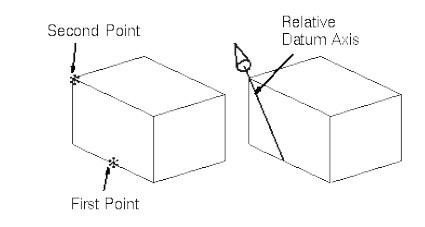 Second Point
Relative
Datum Axis
First Point